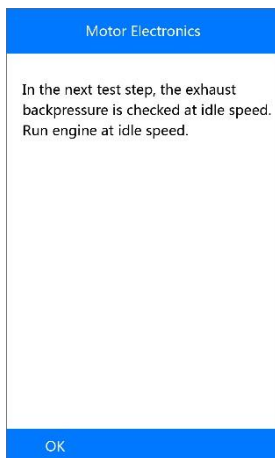 Motor Electronics
In the next test step, the exhaust
backpressure is checked at idle speed.
Run engine at idle speed.
OK